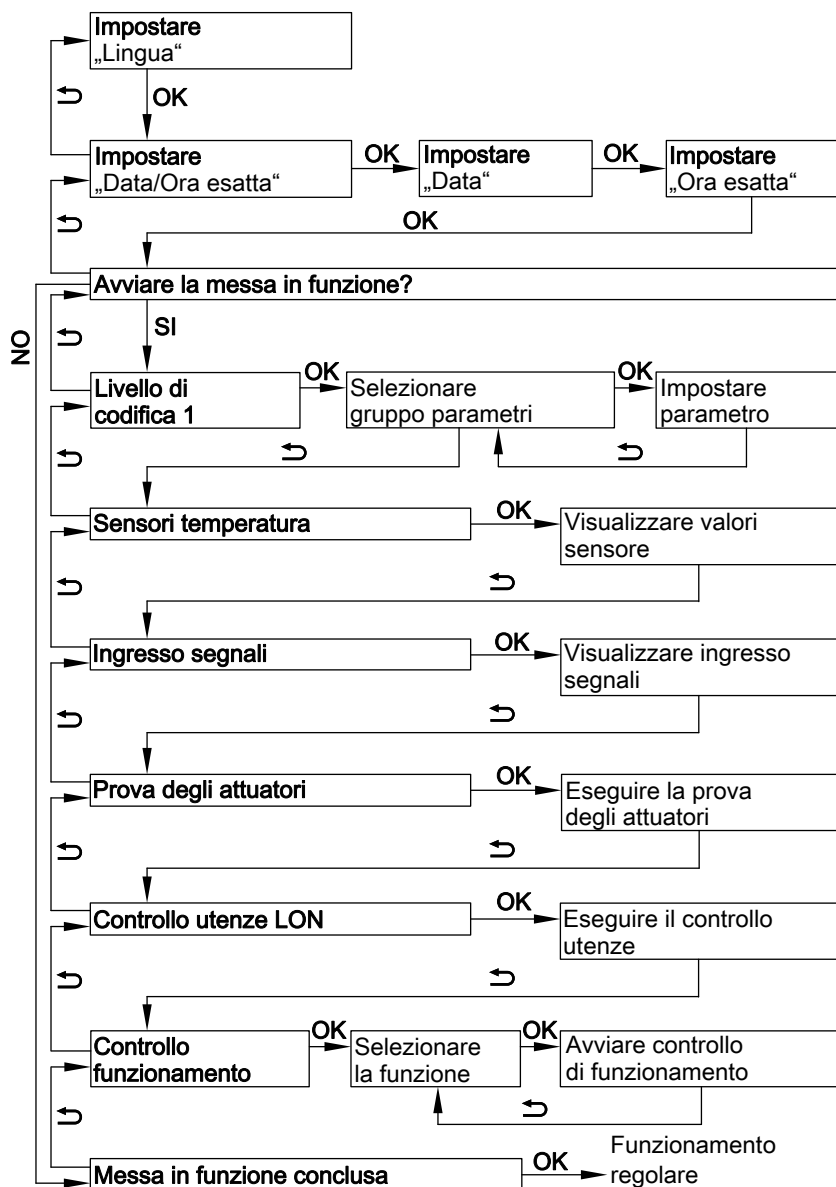 Impostare
„Lingua“
OK
Impostare
„Data/Ora esatta“
OK
Impostare
„Data“
OK
Impostare
„Ora esatta“
OK
Avviare la messa in funzione?
NO
SI
Livello di
codifica 1
OK
Selezionare
gruppo parametri
OK
Impostare
parametro
Sensori temperatura
OK
Visualizzare valori
sensore
Ingresso segnali
OK
Visualizzare ingresso
segnali
Prova degli attuatori
OK
Eseguire la prova
degli attuatori
Controllo utenze LON
OK
Eseguire il controllo
utenze
Controllo
funzionamento
OK
Selezionare
la funzione
OK
Avviare controllo
di funzionamento
Messa in funzione conclusa
OK
Funzionamento
regolare